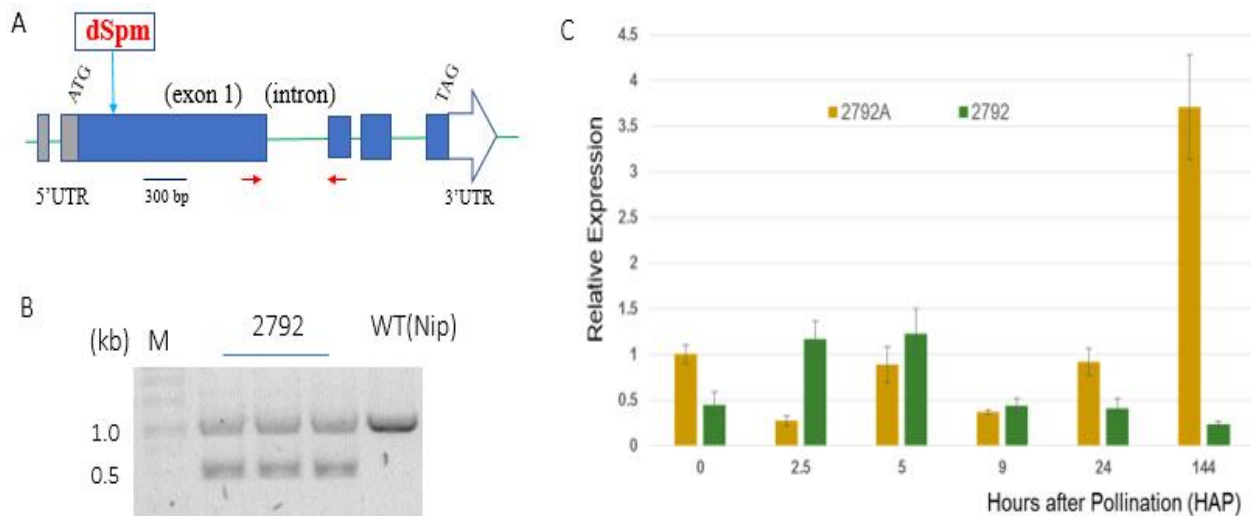 A
dSpm
ATG
(exon 1)
(intron)
TAG
5'UTR
300 bp
3'UTR
B
(kb)
M
2792
WT(Nip)
1.0
0.5
C
Relative Expression
4.5
4
3.5
3
2.5
2
1.5
1
0.5
0
2792A
2792
0
2.5
5
9
24
144
Hours after Pollination (HAP)